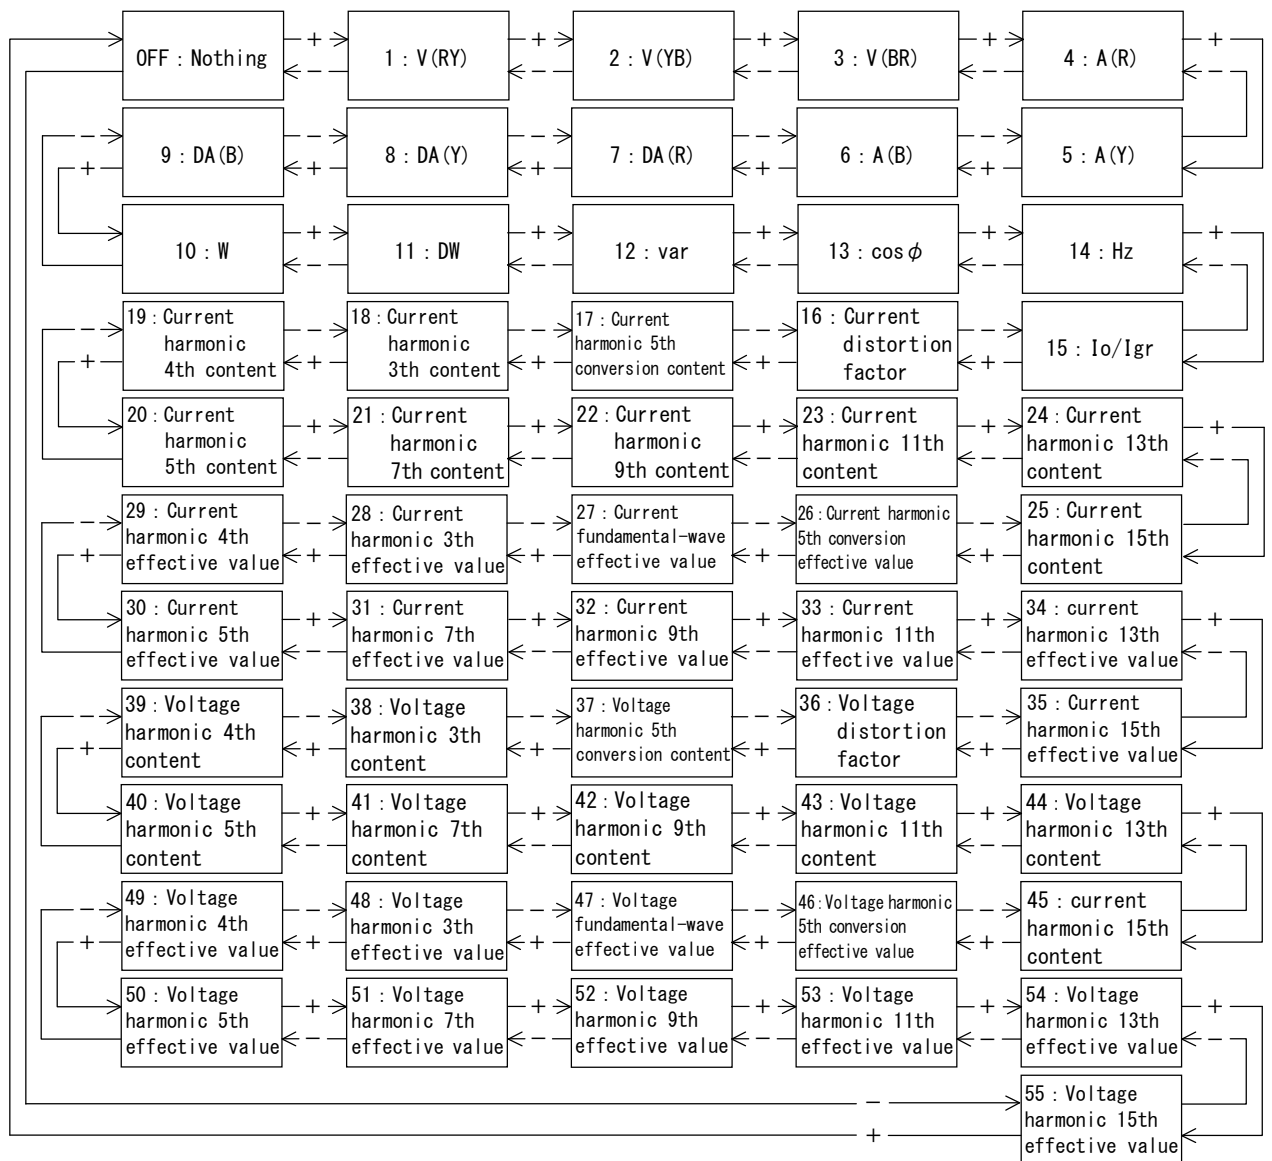 OFF：Nothing
+
−
1：V(RY)
+
−
2：V(YB)
+
−
3：V(BR)
+
−
4：A(R)
+
−
9：DA(B)
−
+
8：DA(Y)
−
+
7：DA(R)
−
+
6：A(B)
−
+
5：A(Y)
−
+
10：W
+
−
11：DW
+
−
12：var
+
−
13：cosφ
+
−
14：Hz
+
−
19：Current
harmonic
4th content
−
+
18：Current
harmonic
3th content
−
+
17：Current
harmonic 5th
conversion content
−
+
16：Current
distortion
factor
−
+
15：Io/Igr
−
+
20：Current
harmonic
5th content
+
−
21：Current
harmonic
7th content
+
−
22：Current
harmonic
9th content
+
−
23：Current
harmonic 11th
content
+
−
24：Current
harmonic 13th
content
+
−
29：Current
harmonic 4th
effective value
−
+
28：Current
harmonic 3th
effective value
−
+
27：Current
fundamental-wave
effective value
−
+
26：Current harmonic
5th conversion
effective value
−
+
25：Current
harmonic 15th
content
−
+
30：Current
harmonic 5th
effective value
+
−
31：Current
harmonic 7th
effective value
+
−
32：Current
harmonic 9th
effective value
+
−
33：Current
harmonic 11th
effective value
+
−
34：current
harmonic 13th
effective value
+
−
39：Voltage
harmonic 4th
content
−
+
38：Voltage
harmonic 3th
content
−
+
37：Voltage
harmonic 5th
conversion content
−
+
36：Voltage
distortion
factor
−
+
35：Current
harmonic 15th
effective value
−
+
40：Voltage
harmonic 5th
content
+
−
41：Voltage
harmonic 7th
content
+
−
42：Voltage
harmonic 9th
content
+
−
43：Voltage
harmonic 11th
content
+
−
44：Voltage
harmonic 13th
content
+
−
49：Voltage
harmonic 4th
effective value
−
+
48：Voltage
harmonic 3th
effective value
−
+
47：Voltage
fundamental-wave
effective value
−
+
46：Voltage harmonic
5th conversion
effective value
−
+
45：current
harmonic 15th
content
−
+
50：Voltage
harmonic 5th
effective value
+
−
51：Voltage
harmonic 7th
effective value
+
−
52：Voltage
harmonic 9th
effective value
+
−
53：Voltage
harmonic 11th
effective value
+
−
54：Voltage
harmonic 13th
effective value
+
−
−
+
55：Voltage
harmonic 15th
effective value